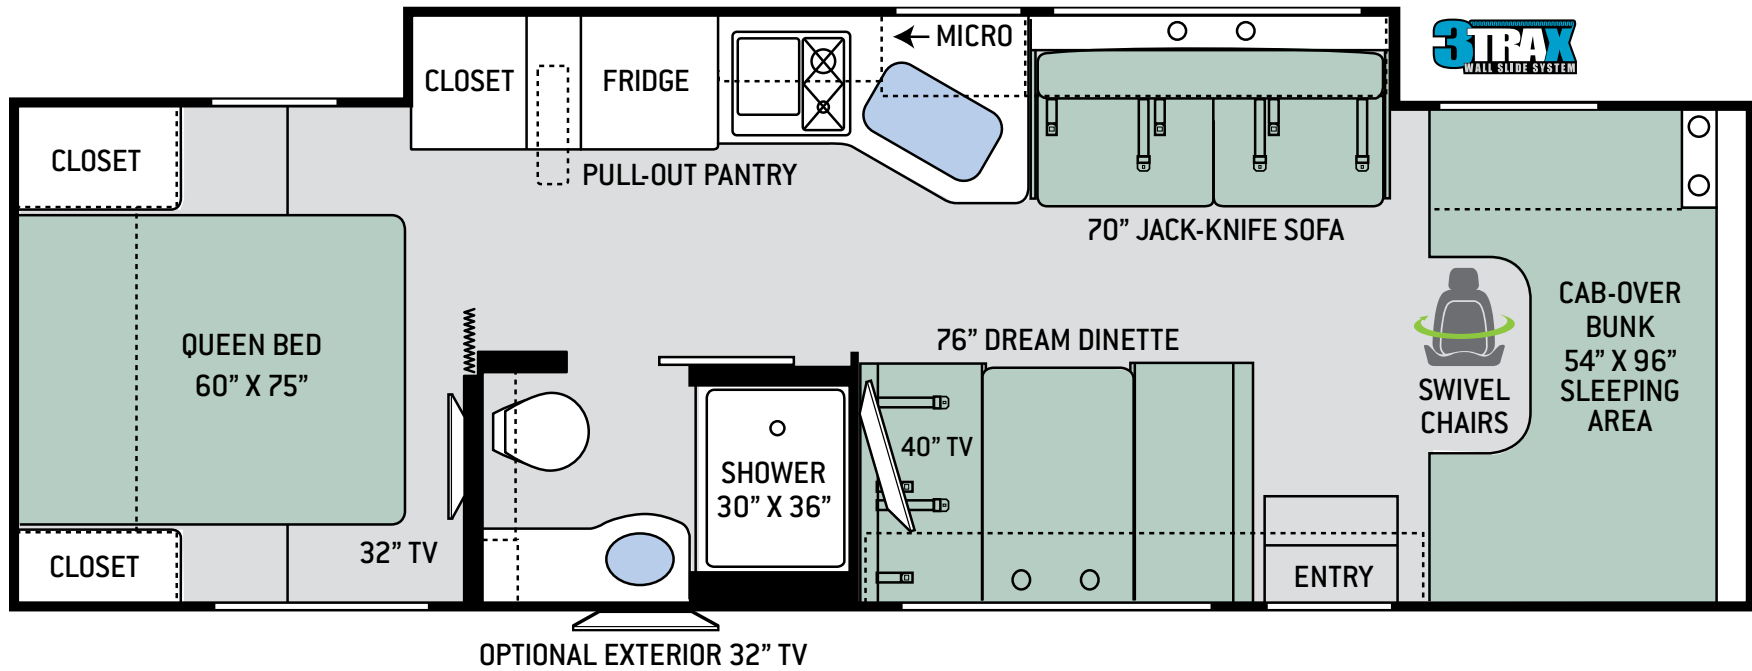 MICRO
3TRAX
WALL SLIDE SYSTEM
CLOSET
FRIDGE
CLOSET
PULL-OUT PANTRY
70” JACK-KNIFE SOFA
QUEEN BED
60” X 75”
76” DREAM DINETTE
CAB-OVER
BUNK
54” X 96”
SLEEPING
AREA
SWIVEL
CHAIRS
40” TV
SHOWER
30” X 36”
32” TV
CLOSET
ENTRY
OPTIONAL EXTERIOR 32” TV